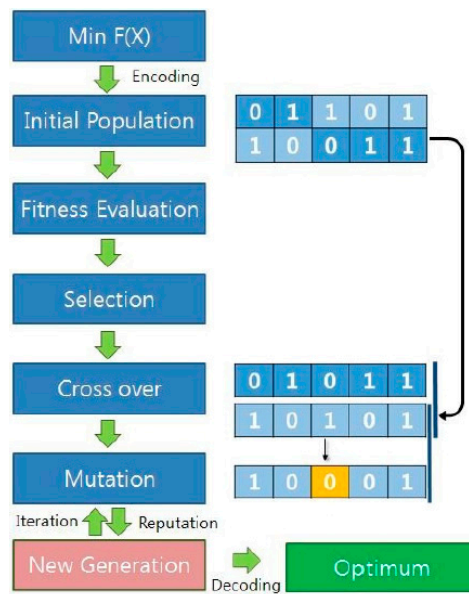 Min F(X)
Encoding
Initial Population
0 1 1 0 1
1 0 0 1 1
Fitness Evaluation
Selection
Cross over
0 1 0 1 1
1 0 1 0 1
Mutation
1 0 0 0 1
Iteration Reputation
New Generation
Decoding
Optimum